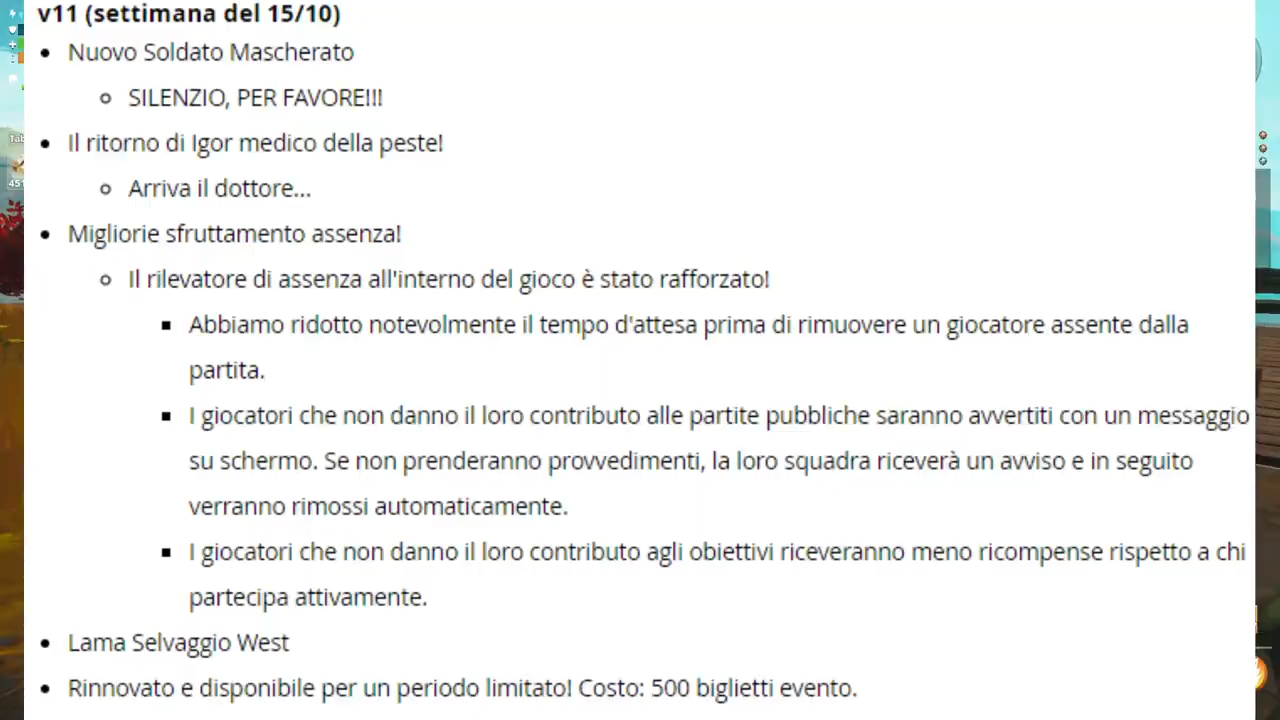 v11 (settimana del 15/10)
Nuovo Soldato Mascherato
SILENZIO, PER FAVORE!!!
Il ritorno di Igor medico della peste!
Arriva il dottore...
Migliorie sfruttamento assenza!
Il rilevatore di assenza all'interno del gioco è stato rafforzato!
Abbiamo ridotto notevolmente il tempo d'attesa prima di rimuovere un giocatore assente dalla
partita.
I giocatori che non danno il loro contributo alle partite pubbliche saranno avvertiti con un messaggio
su schermo. Se non prenderanno provvedimenti, la loro squadra riceverà un avviso e in seguito
verranno rimossi automaticamente.
I giocatori che non danno il loro contributo agli obiettivi riceveranno meno ricompense rispetto a chi
partecipa attivamente.
Lama Selvaggio West
Rinnovato e disponibile per un periodo limitato! Costo: 500 biglietti evento.